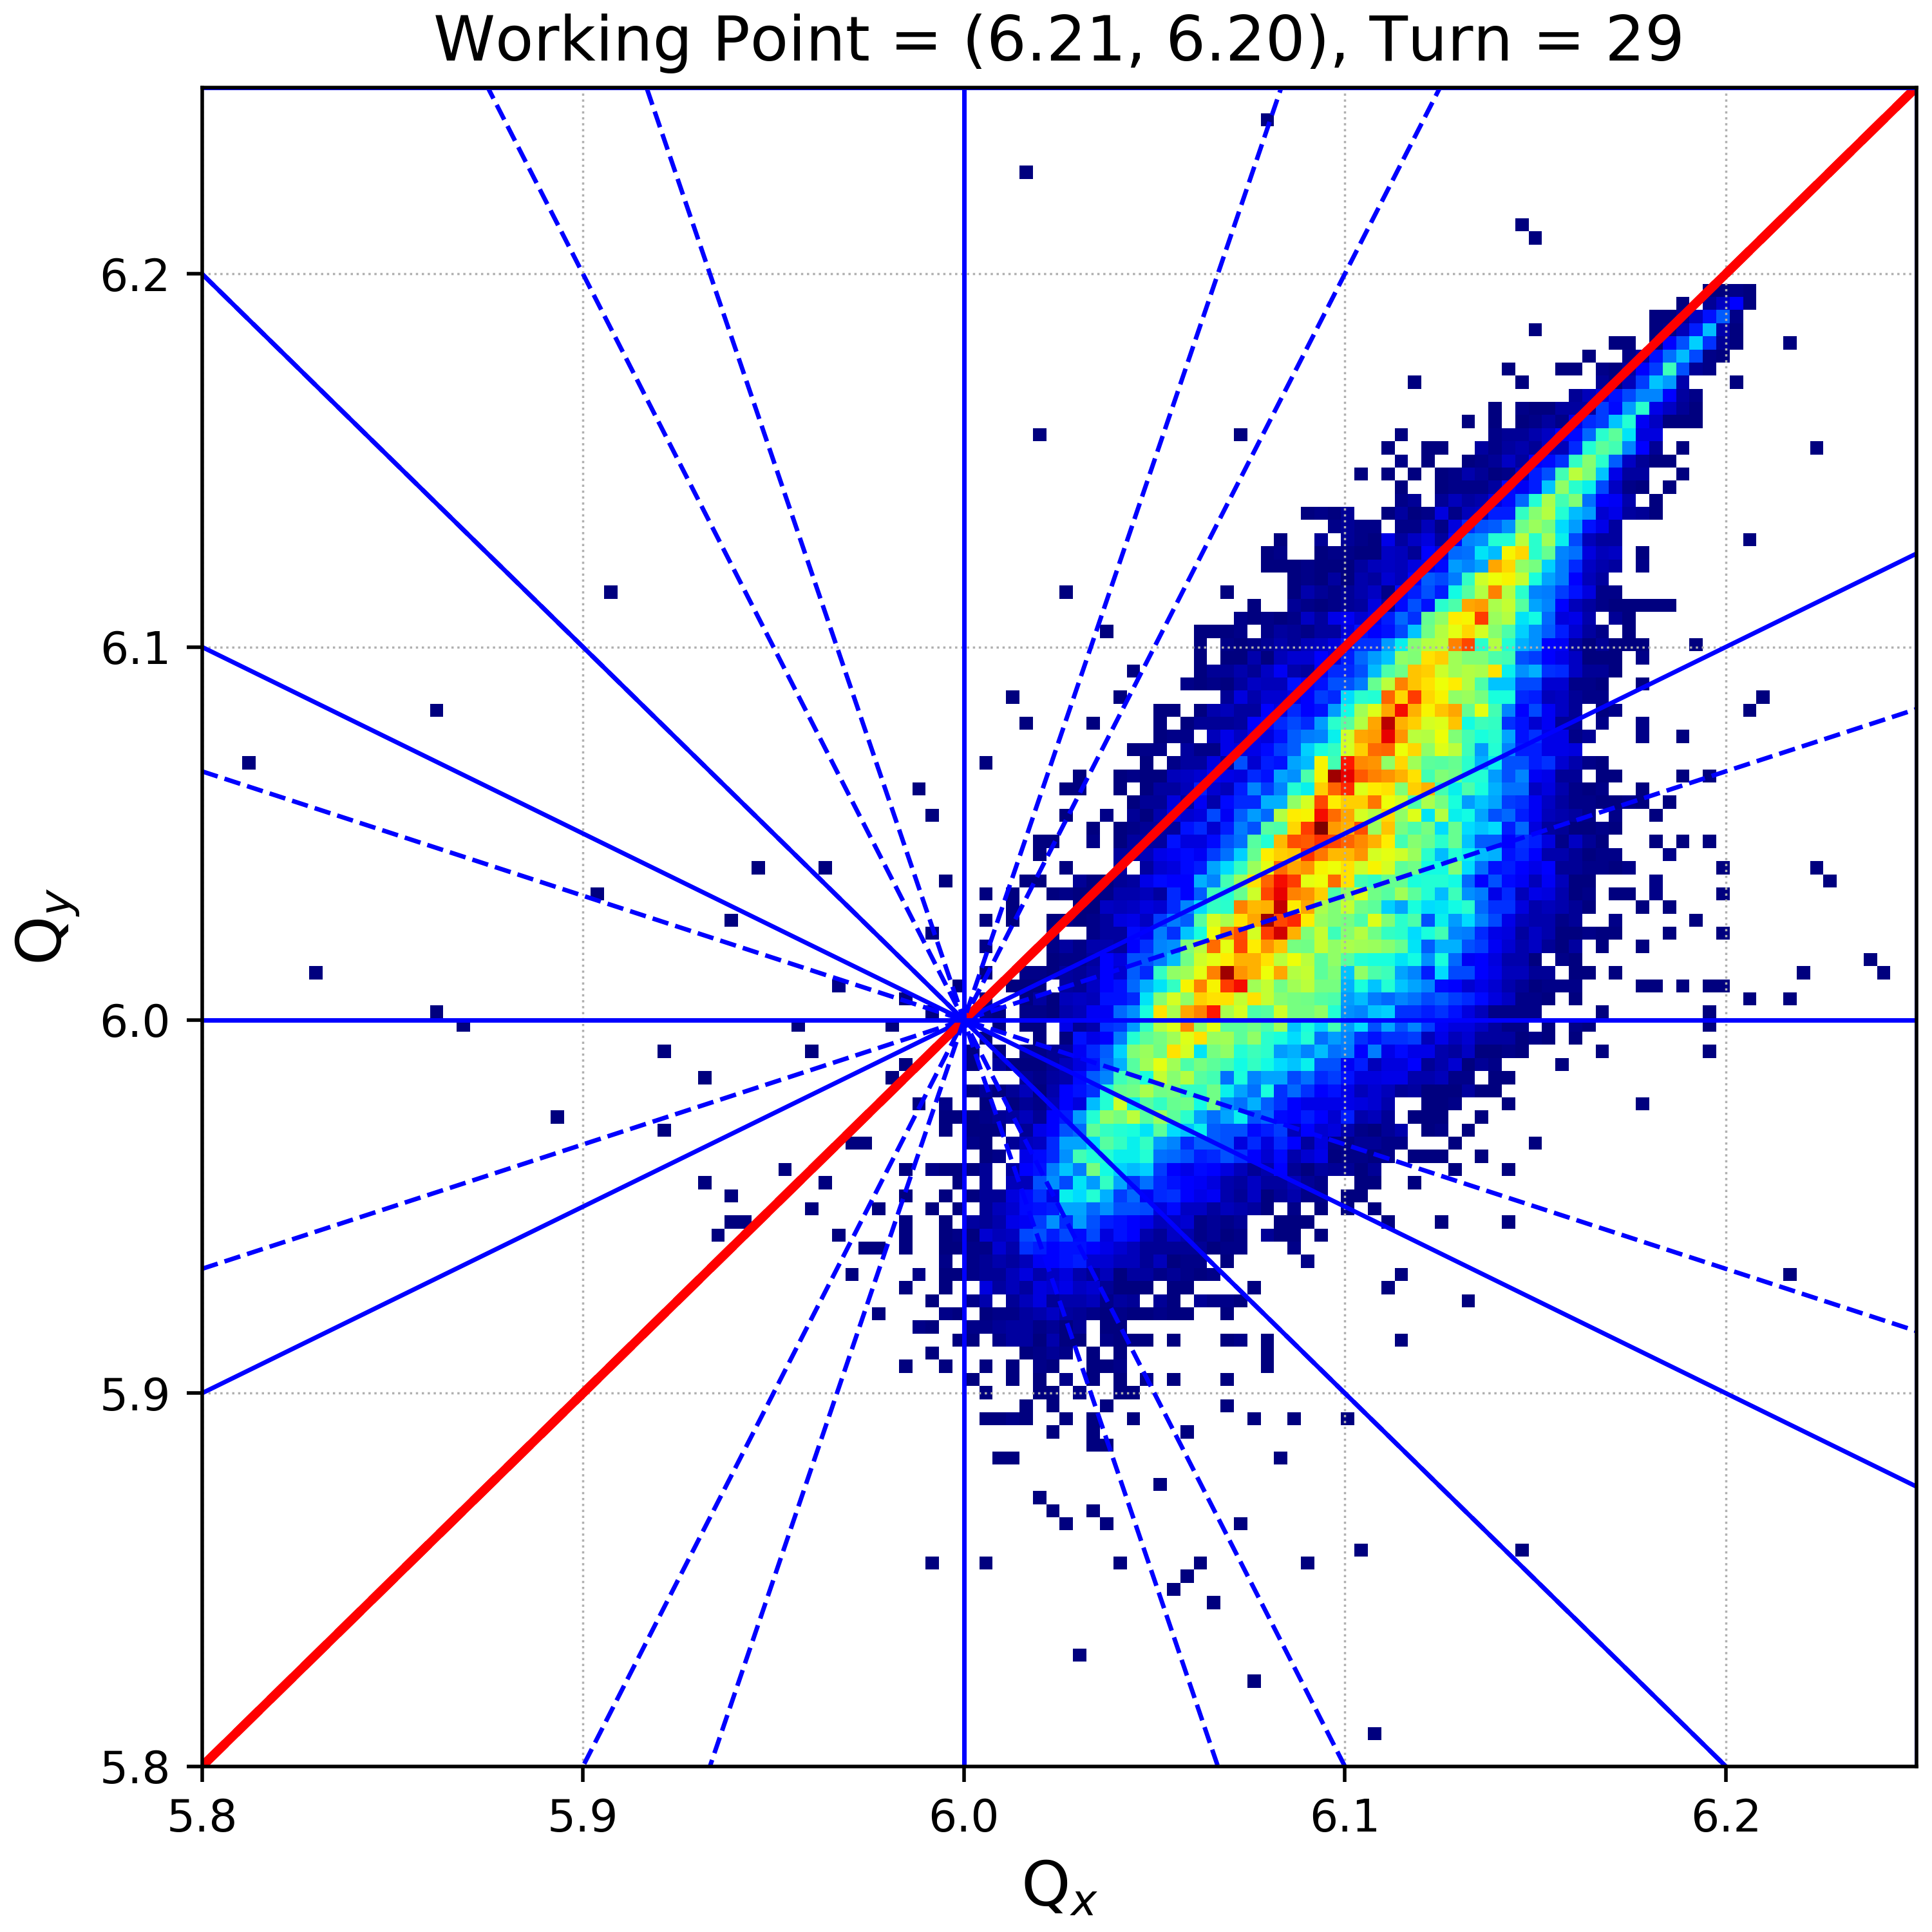 Working Point = (6.21, 6.20), Turn = 29
6.2
6.1
6.0
5.9
5.8
Qy
5.8 5.9 6.0 6.1 6.2
Qx